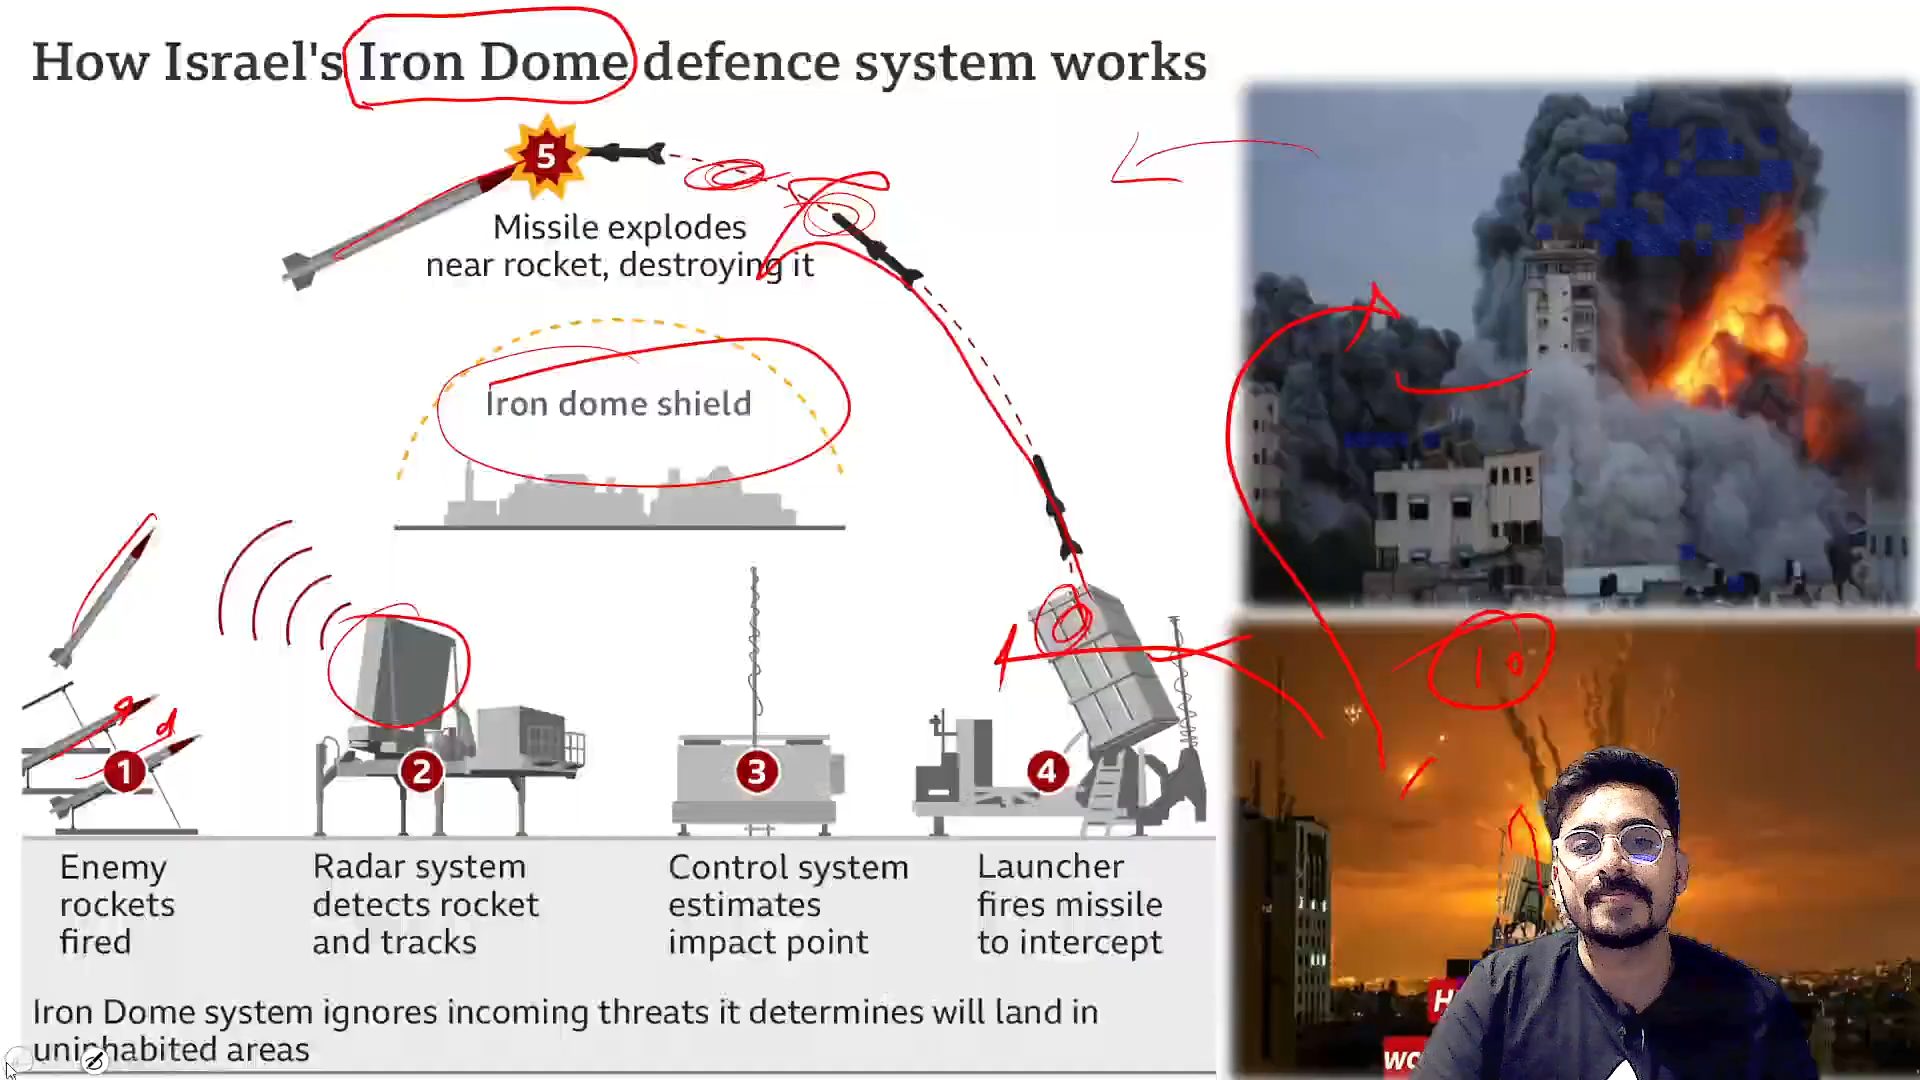 How Israel's Iron Dome defence system works
5
Missile explodes
near rocket, destroying it
Iron dome shield
10
1
2
3
4
Enemy
rockets
fired
Radar system
detects rocket
and tracks
Control system
estimates
impact point
Launcher
fires missile
to intercept
Iron Dome system ignores incoming threats it determines will land in
uninhabited areas